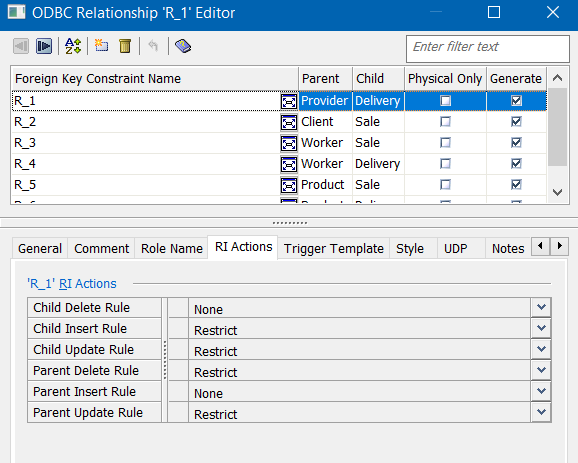 ODBC Relationship 'R_1' Editor
Enter filter text
Foreign Key Constraint Name Parent Child Physical Only Generate
R_1 Provider Delivery
R_2 Client Sale
R_3 Worker Sale
R_4 Worker Delivery
R_5 Product Sale
General Comment Role Name RI Actions Trigger Template Style UDP Notes
'R_1' RI Actions
Child Delete Rule None
Child Insert Rule Restrict
Child Update Rule Restrict
Parent Delete Rule Restrict
Parent Insert Rule None
Parent Update Rule Restrict